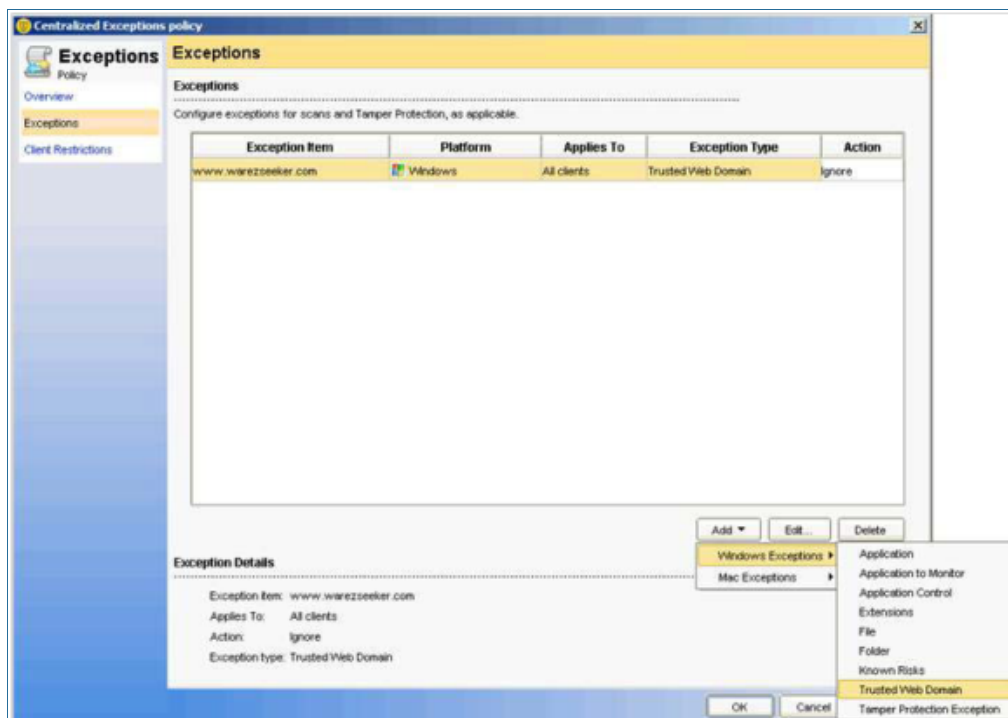 Centralized Exceptions policy
Exceptions
Policy
Overview
Exceptions
Client Restrictions
Exceptions
Exceptions
Configure exceptions for scans and Tamper Protection, as applicable.
Exception Item Platform Applies To Exception Type Action
www.warezseeker.com Windows All clients Trusted Web Domain Ignore
Add Edit... Delete
Windows Exceptions
Mac Exceptions
Application
Application to Monitor
Application Control
Extensions
File
Folder
Known Risks
Trusted Web Domain
Tamper Protection Exception
Exception Details
Exception item: www.warezseeker.com
Applies To: All clients
Action: Ignore
Exception type: Trusted Web Domain
OK Cancel